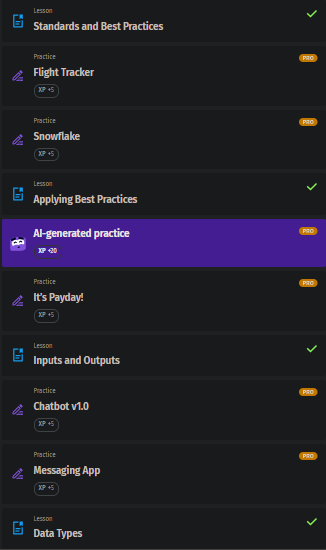 Lesson
Standards and Best Practices
Practice
PRO
Flight Tracker
XP +5
Practice
PRO
Snowflake
XP +5
Lesson
Applying Best Practices
AI-generated practice
PRO
XP +20
Practice
PRO
It's Payday!
XP +5
Lesson
Inputs and Outputs
Practice
PRO
Chatbot v1.0
XP +5
Practice
PRO
Messaging App
XP +5
Lesson
Data Types